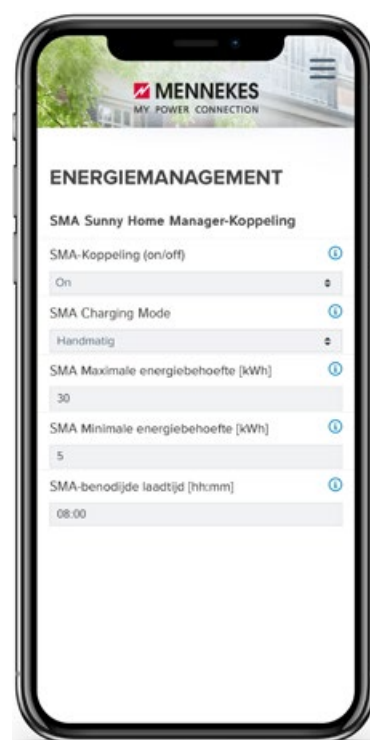 MENNEKES
MY POWER CONNECTION
ENERGIEMANAGEMENT
SMA Sunny Home Manager-Koppeling
SMA-Koppeling (on/off)
On
SMA Charging Mode
Handmatig
SMA Maximale energiebehoefte [kWh]
30
SMA Minimale energiebehoefte [kWh]
5
SMA-benodijde laadtijd [hh:mm]
08:00